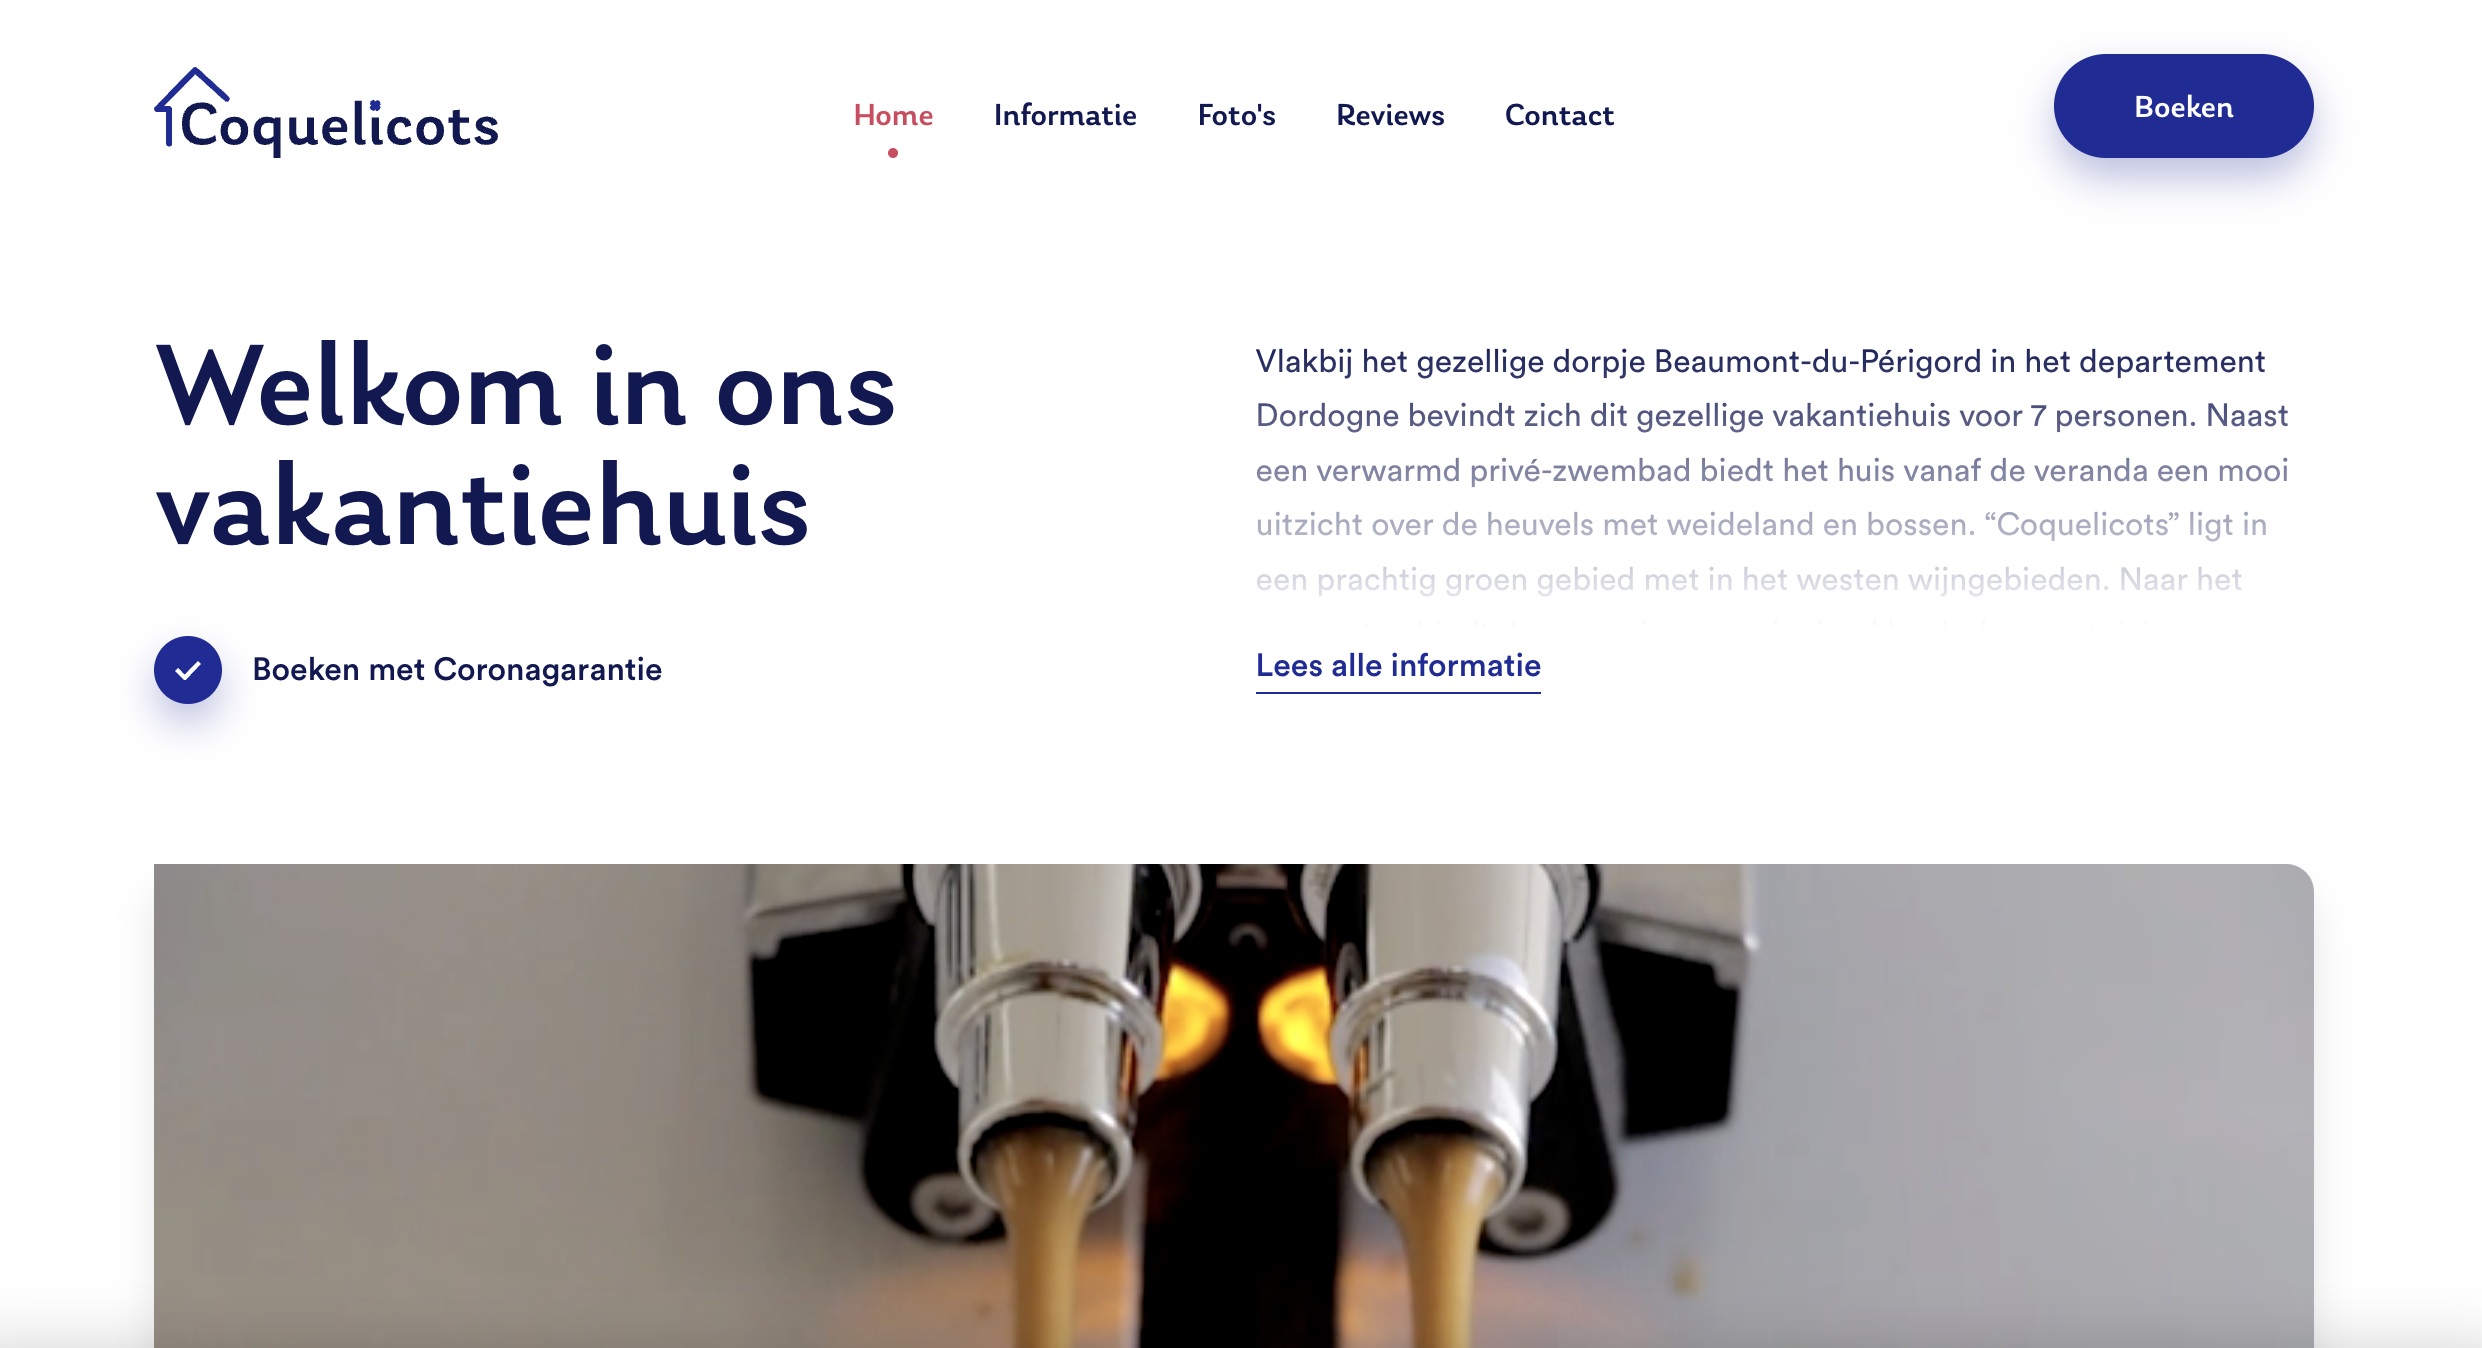 Coquelicots
Home
Informatie
Foto's
Reviews
Contact
Boeken
Welkom in ons
vakantiehuis
Boeken met Coronagarantie
Vlakbij het gezellige dorpje Beaumont-du-Périgord in het departement
Dordogne bevindt zich dit gezellige vakantiehuis voor 7 personen. Naast
een verwarmd privé-zwembad biedt het huis vanaf de veranda een mooi
uitzicht over de heuvels met weideland en bossen. “Coquelicots” ligt in
een prachtig groen gebied met in het westen wijngebieden. Naar het
Lees alle informatie